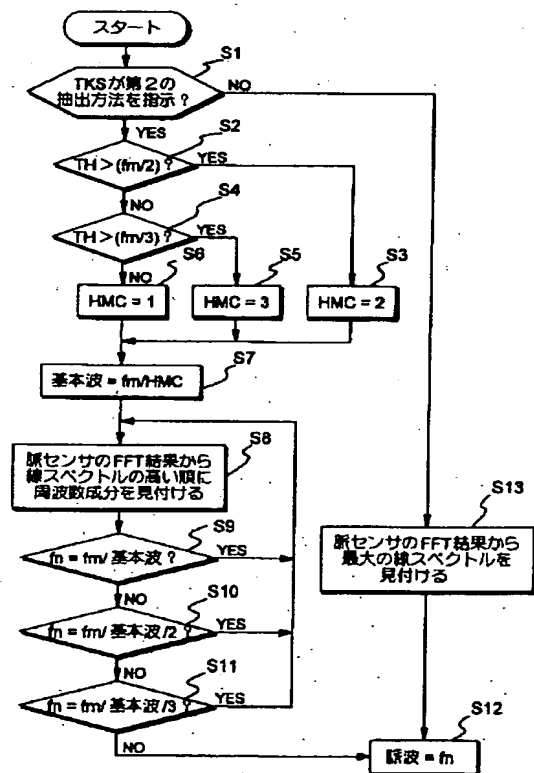 スタート
S1
TKSが第2の
抽出方法を指示？
NO
YES
S2
TH＞(fm/2)？
YES
NO
S4
TH＞(fm/3)？
YES
NO
S6
S5
S3
HMC = 1
HMC = 3
HMC = 2
S7
基本波 = fm/HMC
S8
脈センサのFFT結果から
線スペクトルの高い順に
周波数成分を見付ける
S9
fn = fm/ 基本波？
YES
NO
S10
fn = fm/ 基本波/2
YES
NO
S11
fn = fm/ 基本波/3
YES
NO
S13
脈センサのFFT結果から
最大の線スペクトルを
見付ける
S12
脈波 = fn